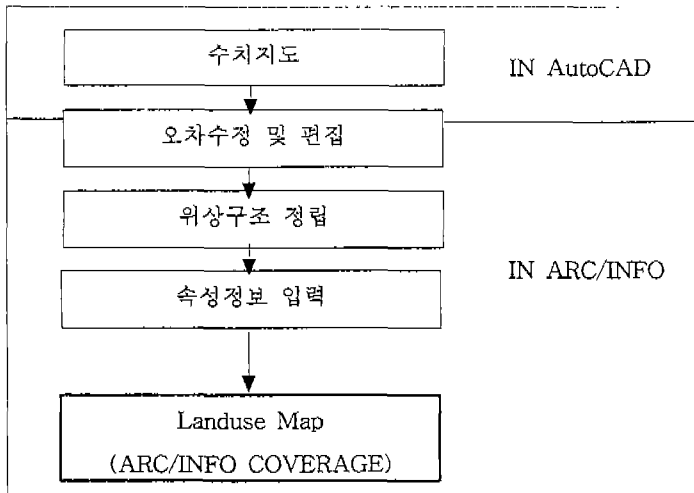 수치지도
IN AutoCAD
오차수정 및 편집
위상구조 정립
IN ARC/INFO
속성정보 입력
Landuse Map
(ARC/INFO COVERAGE)